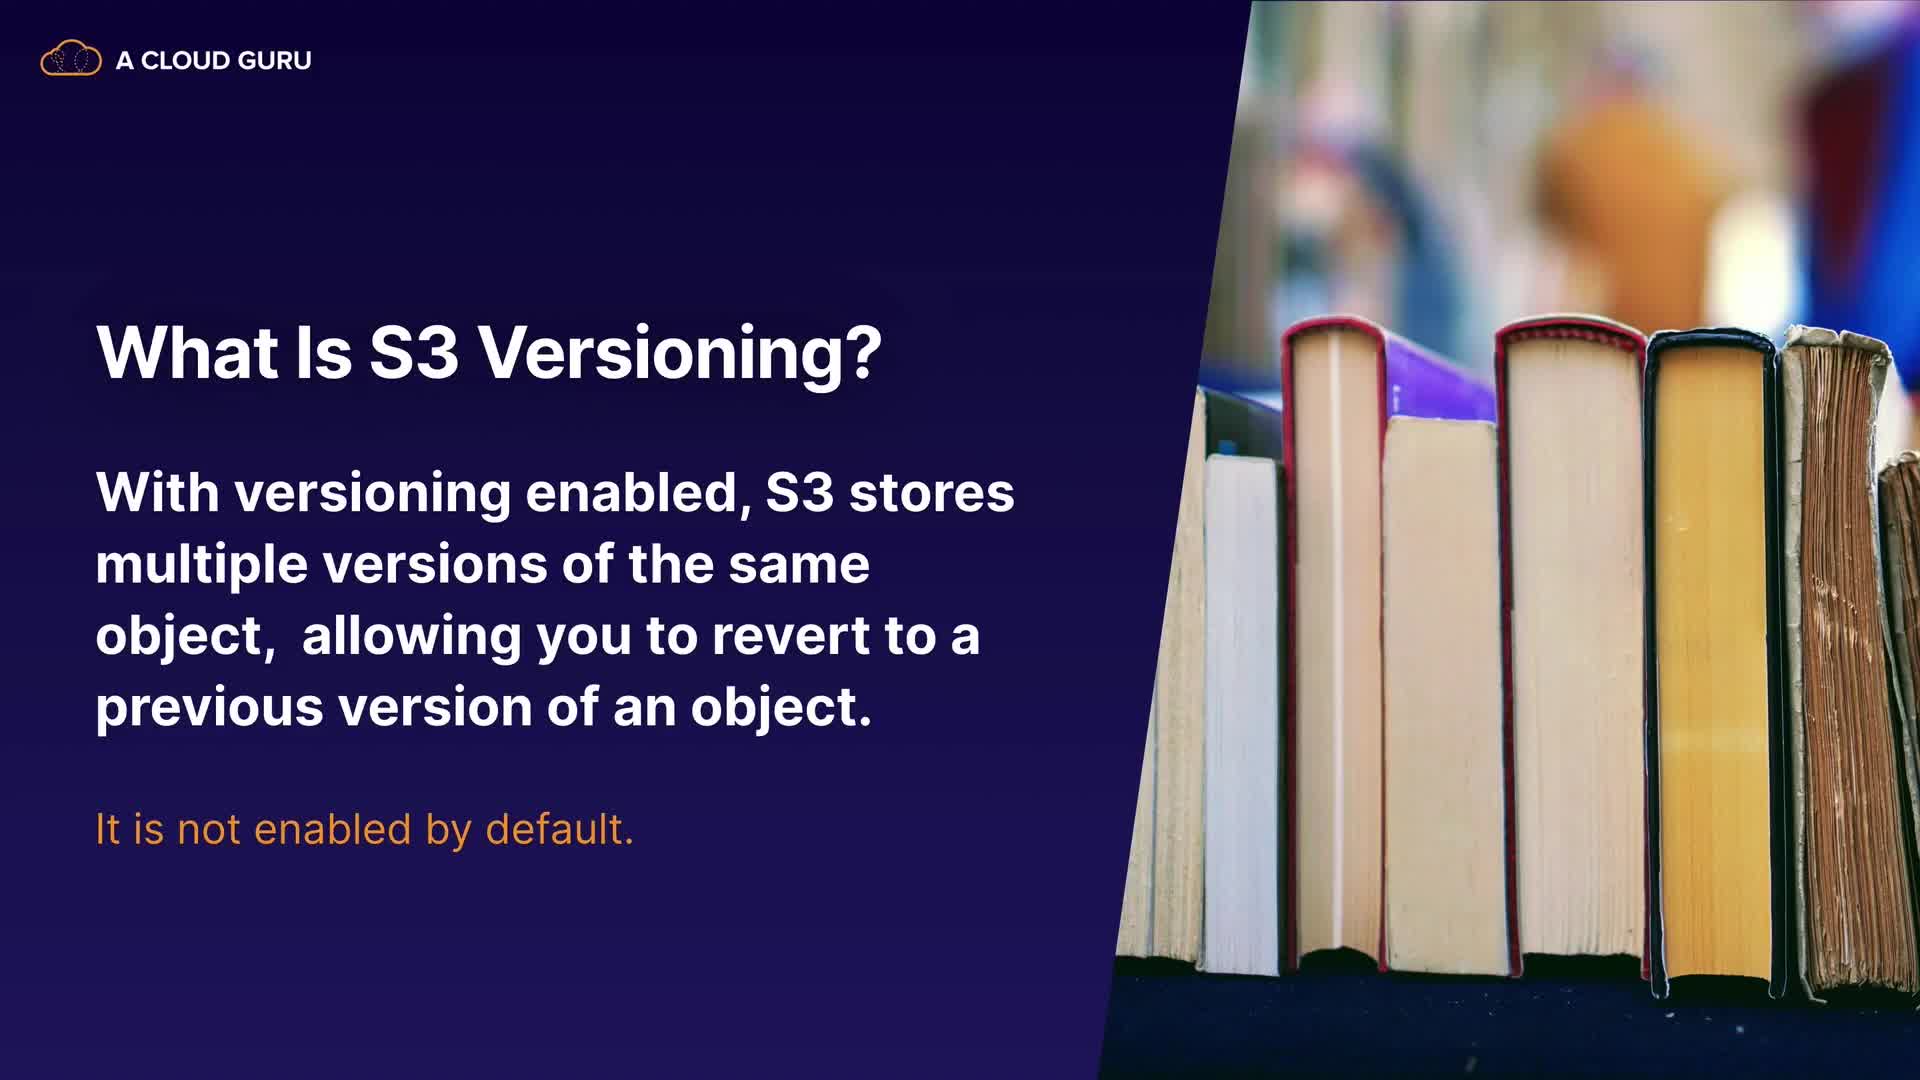 A CLOUD GURU
What Is S3 Versioning?
With versioning enabled, S3 stores
multiple versions of the same
object,  allowing you to revert to a
previous version of an object.
It is not enabled by default.